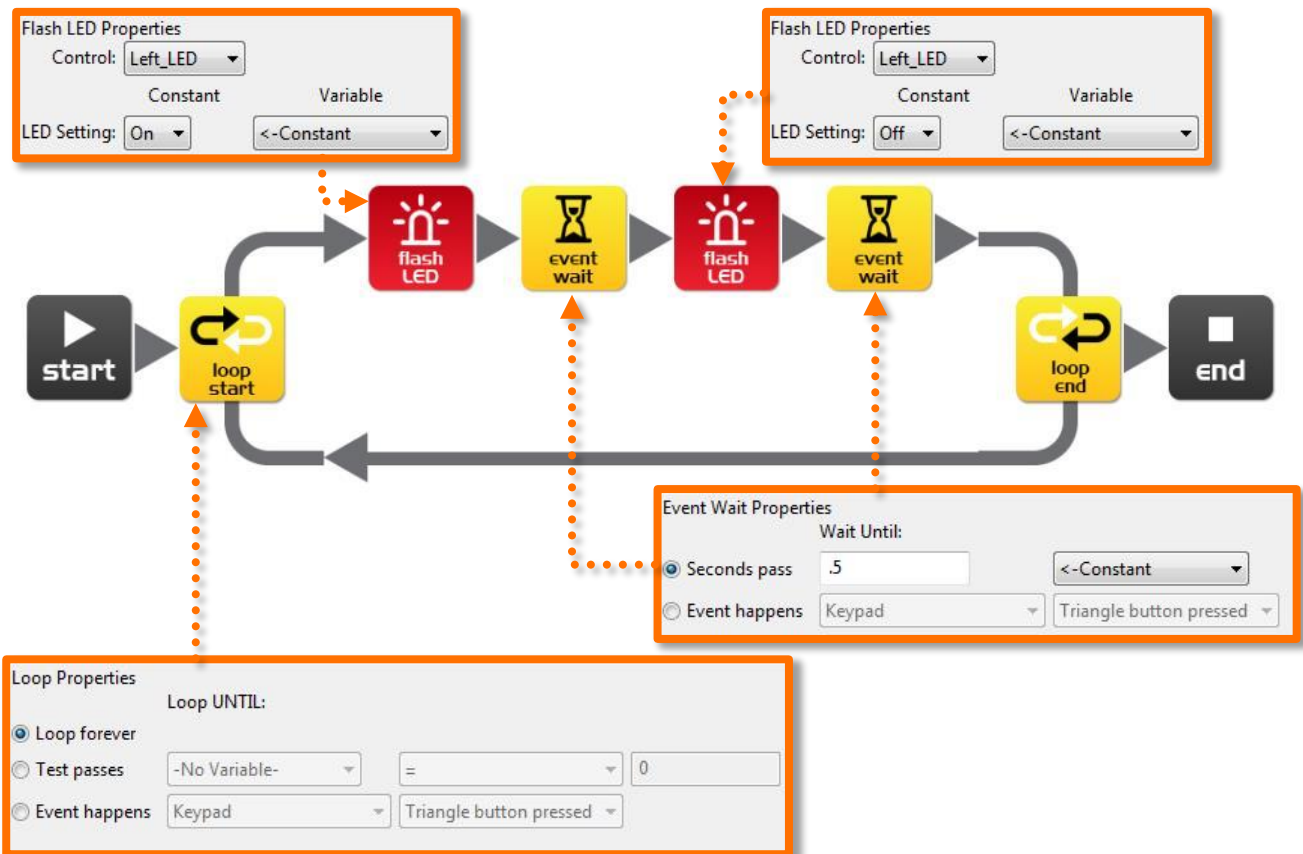 Flash LED Properties
Control: Left_LED
Constant Variable
LED Setting: On <-Constant
Flash LED Properties
Control: Left_LED
Constant Variable
LED Setting: Off <-Constant
start
loop
start
flash
LED
event
wait
flash
LED
event
wait
loop
end
end
Event Wait Properties
Wait Until:
Seconds pass .5 <-Constant
Event happens Keypad Triangle button pressed
Loop Properties
Loop UNTIL:
Loop forever
Test passes -No Variable- = 0
Event happens Keypad Triangle button pressed